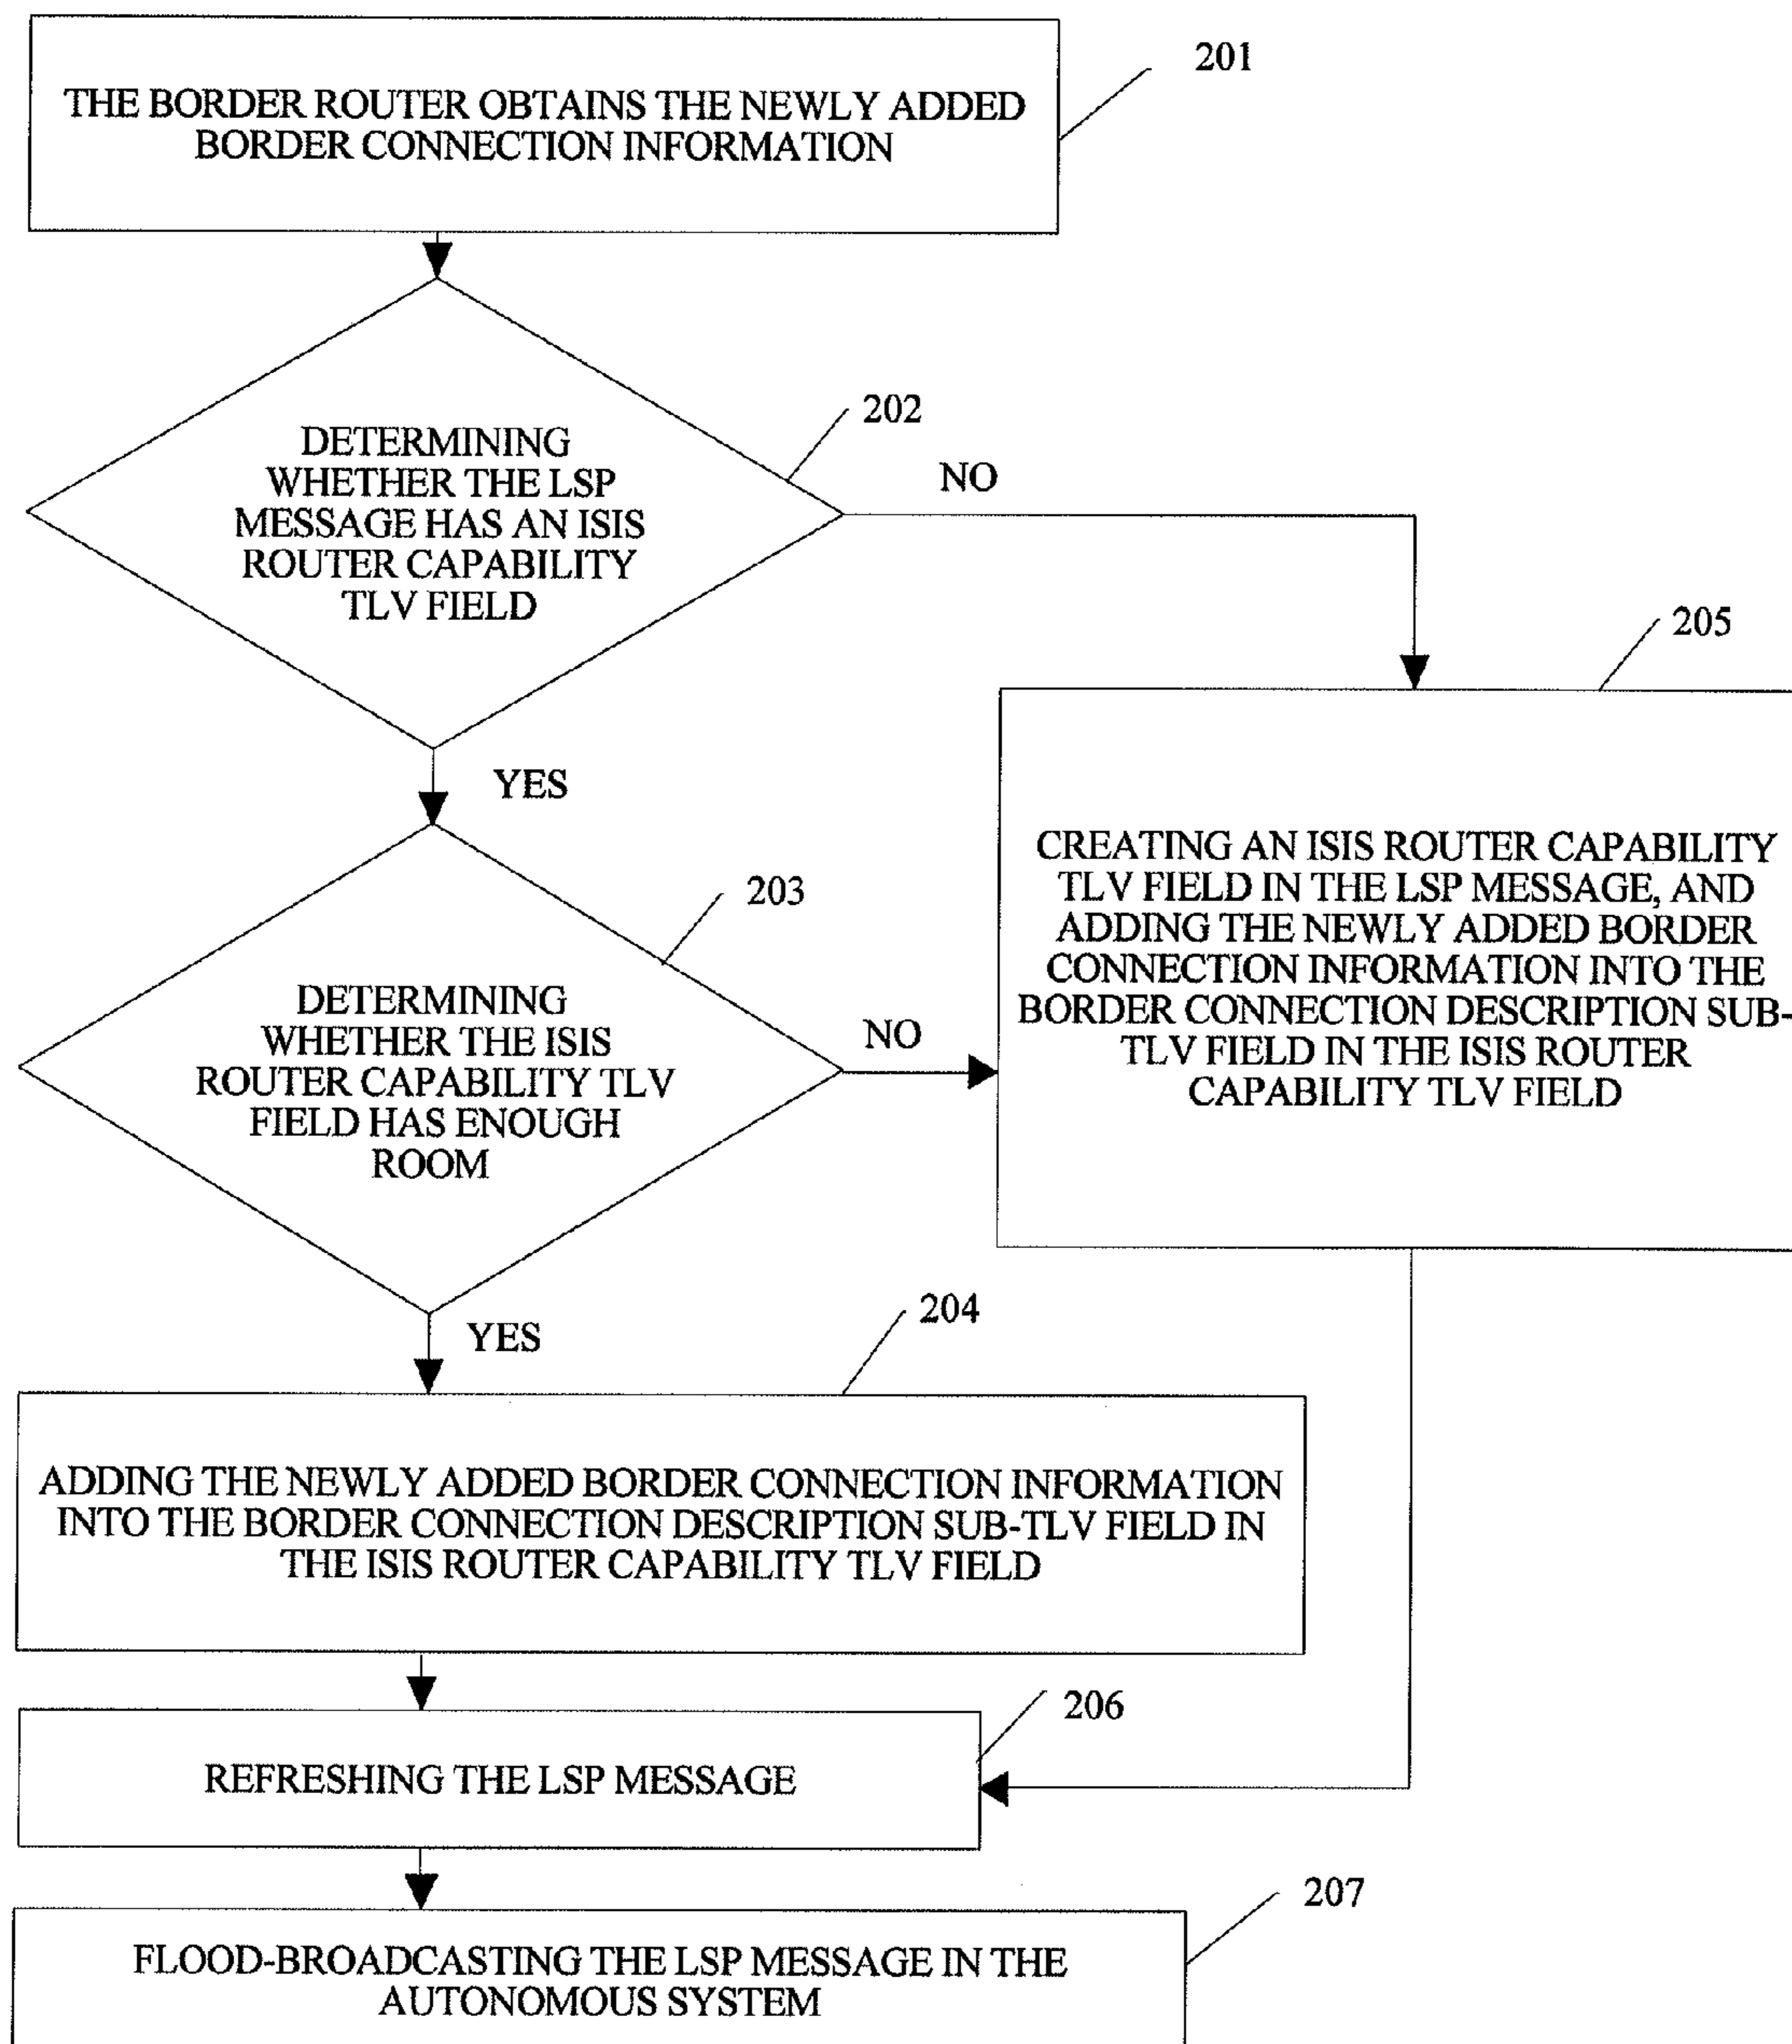 THE BORDER ROUTER OBTAINS THE NEWLY ADDED
BORDER CONNECTION INFORMATION
201
DETERMINING
WHETHER THE LSP
MESSAGE HAS AN ISIS
ROUTER CAPABILITY
TLV FIELD
202
NO
YES
205
CREATING AN ISIS ROUTER CAPABILITY
TLV FIELD IN THE LSP MESSAGE, AND
ADDING THE NEWLY ADDED BORDER
CONNECTION INFORMATION INTO THE
BORDER CONNECTION DESCRIPTION SUB-
TLV FIELD IN THE ISIS ROUTER
CAPABILITY TLV FIELD
203
DETERMINING
WHETHER THE ISIS
ROUTER CAPABILITY TLV
FIELD HAS ENOUGH
ROOM
NO
YES
204
ADDING THE NEWLY ADDED BORDER CONNECTION INFORMATION
INTO THE BORDER CONNECTION DESCRIPTION SUB-TLV FIELD IN
THE ISIS ROUTER CAPABILITY TLV FIELD
206
REFRESHING THE LSP MESSAGE
207
FLOOD-BROADCASTING THE LSP MESSAGE IN THE
AUTONOMOUS SYSTEM